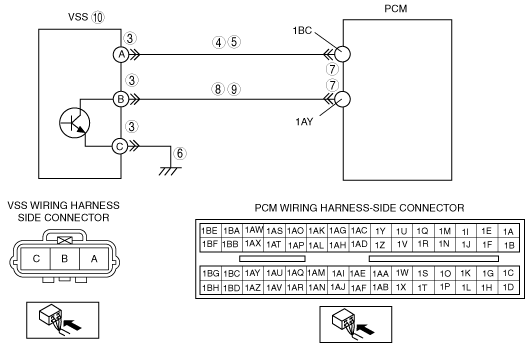 VSS ⑩
PCM
③
④ ⑤
1BC
A
⑦
③
⑧ ⑨
⑦
B
1AY
③
C
⑥
VSS WIRING HARNESS
SIDE CONNECTOR
C B A
PCM WIRING HARNESS-SIDE CONNECTOR
1BE 1BA 1AW 1AS 1AO 1AK 1AG 1AC 1Y 1U 1Q 1M 1I 1E 1A
1BF 1BB 1AX 1AT 1AP 1AL 1AH 1AD 1Z 1V 1R 1N 1J 1F 1B
1BG 1BC 1AY 1AU 1AQ 1AM 1AI 1AE 1AA 1W 1S 1O 1K 1G 1C
1BH 1BD 1AZ 1AV 1AR 1AN 1AJ 1AF 1AB 1X 1T 1P 1L 1H 1D